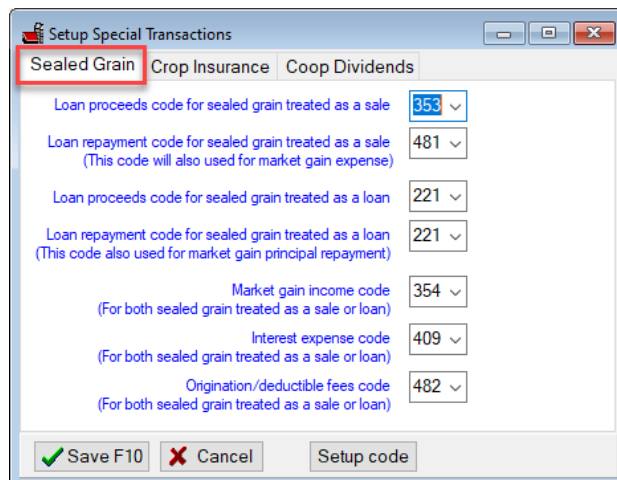 Setup Special Transactions
Sealed Grain Crop Insurance Coop Dividends
Loan proceeds code for sealed grain treated as a sale 353
Loan repayment code for sealed grain treated as a sale 481
(This code will also used for market gain expense)
Loan proceeds code for sealed grain treated as a loan 221
Loan repayment code for sealed grain treated as a loan 221
(This code also used for market gain principal repayment)
Market gain income code 354
(For both sealed grain treated as a sale or loan)
Interest expense code 409
(For both sealed grain treated as a sale or loan)
Origination/deductible fees code 482
(For both sealed grain treated as a sale or loan)
Save F10 Cancel Setup code